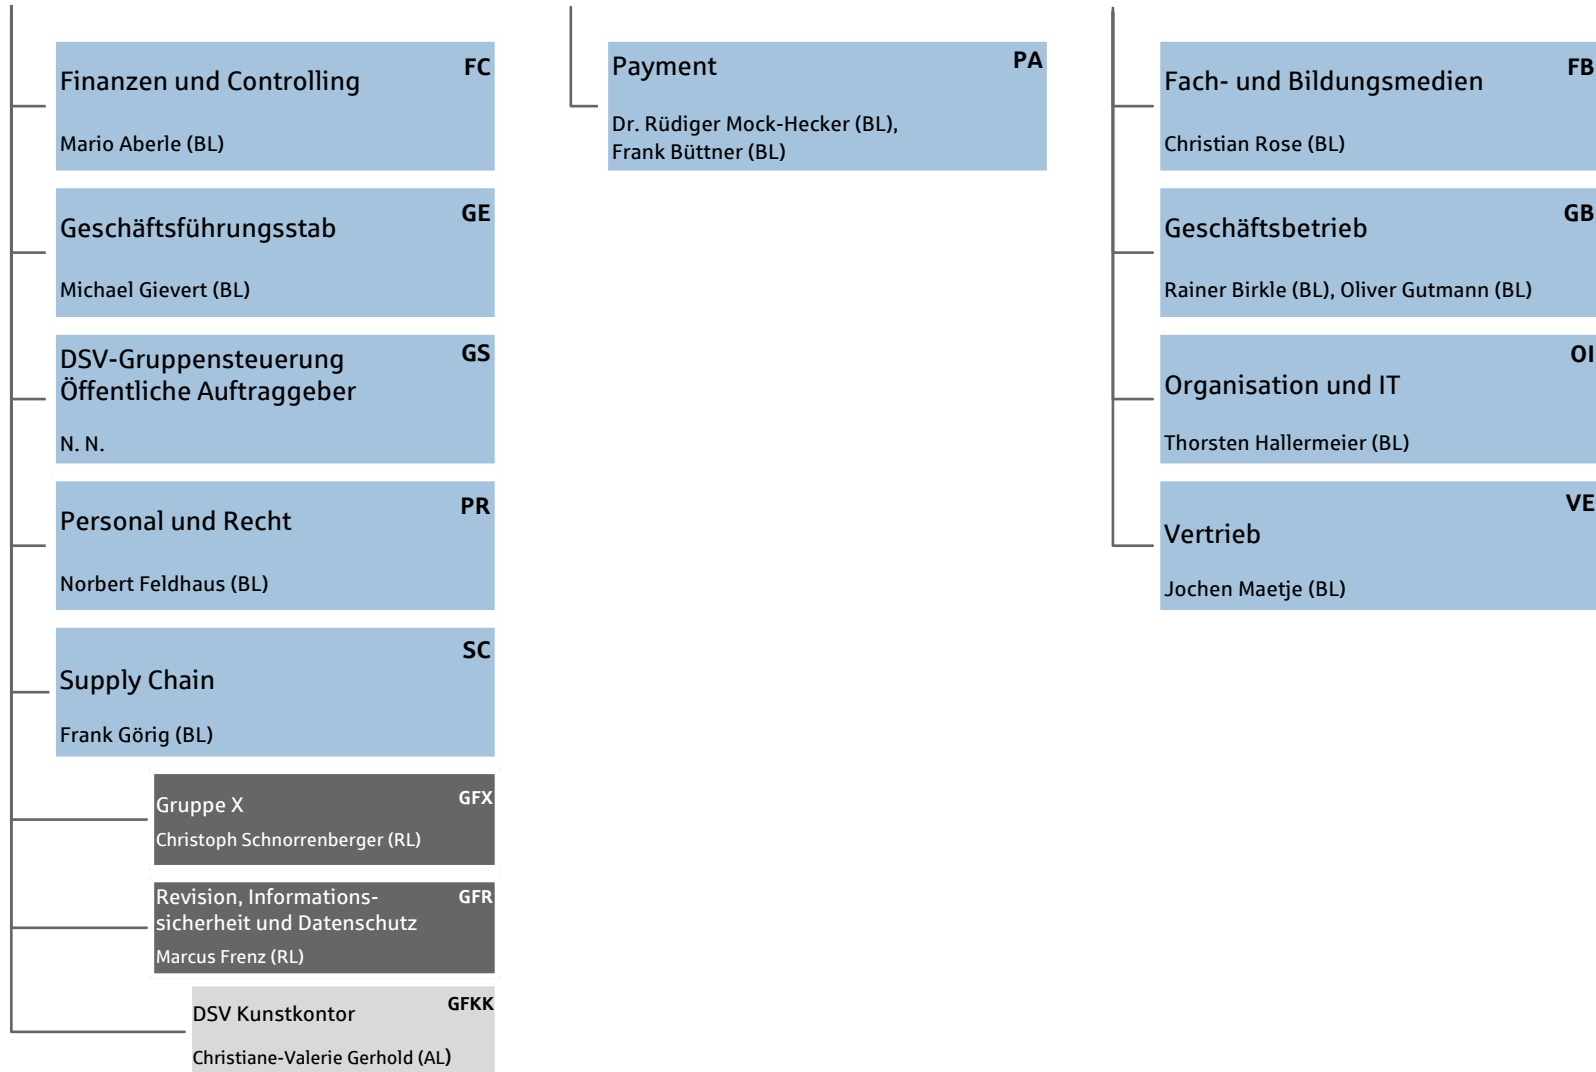 Finanzen und Controlling
FC
Mario Aberle (BL)
Geschäftsführungsstab
GE
Michael Gievert (BL)
DSV-Gruppensteuerung
GS
Öffentliche Auftraggeber
N. N.
Personal und Recht
PR
Norbert Feldhaus (BL)
Supply Chain
SC
Frank Görig (BL)
Gruppe X
GFX
Christoph Schnorrenberger (RL)
Revision, Informations-
GFR
sicherheit und Datenschutz
Marcus Frenz (RL)
DSV Kunstkontor
GFKK
Christiane-Valerie Gerhold (AL)
Payment
PA
Dr. Rüdiger Mock-Hecker (BL),
Frank Büttner (BL)
Fach- und Bildungsmedien
FB
Christian Rose (BL)
Geschäftsbetrieb
GB
Rainer Birkle (BL), Oliver Gutmann (BL)
Organisation und IT
OI
Thorsten Hallermeier (BL)
Vertrieb
VE
Jochen Maetje (BL)